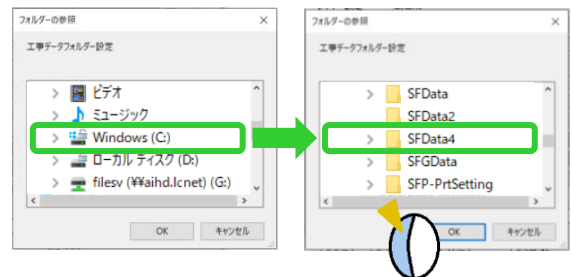 フォルダーの参照
工事データフォルダー設定
ビデオ
ミュージック
Windows (C:)
ローカル ディスク (D:)
filesv (¥¥aihd.lcnet) (G:)
OK
キャンセル
フォルダーの参照
工事データフォルダー設定
SFData
SFData2
SFData4
SFGData
SFP-PrtSetting
OK
キャンセル